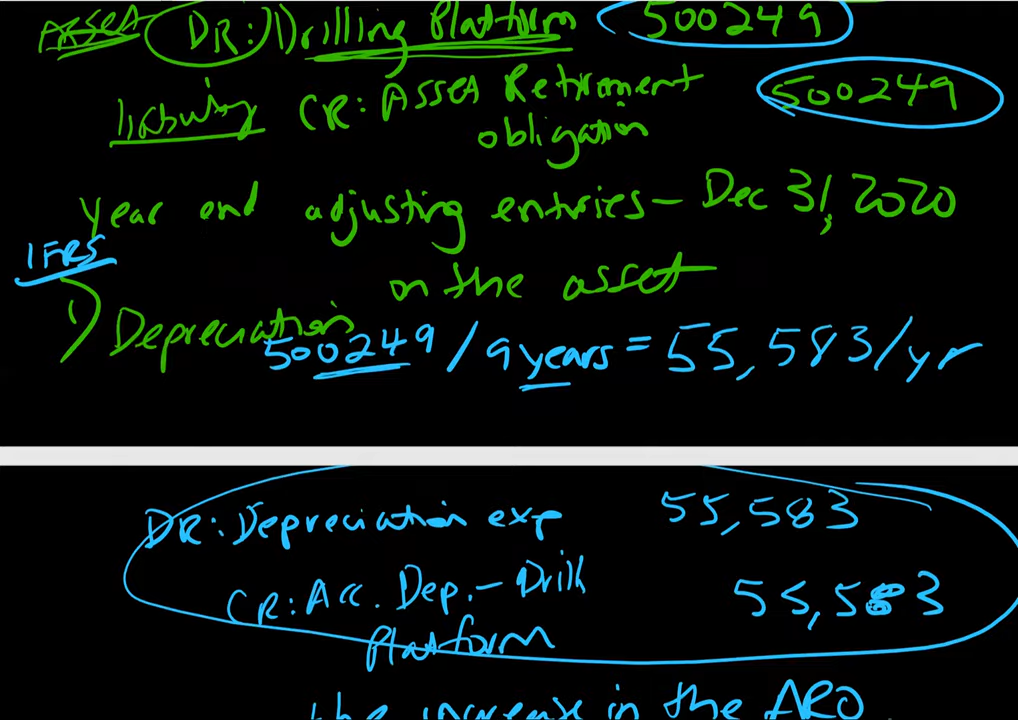 Asset DR: Drilling Platform 500249
liability CR: Asset Retirement 500249
obligation
year end adjusting entries - Dec 31, 2020
IFRS
on the asset
1) Depreciation
500249 / 9 years = 55,583/yr
DR: Depreciation exp 55,583
CR: Acc. Dep. - Drill 55,583
Platform
the increase in the ARO